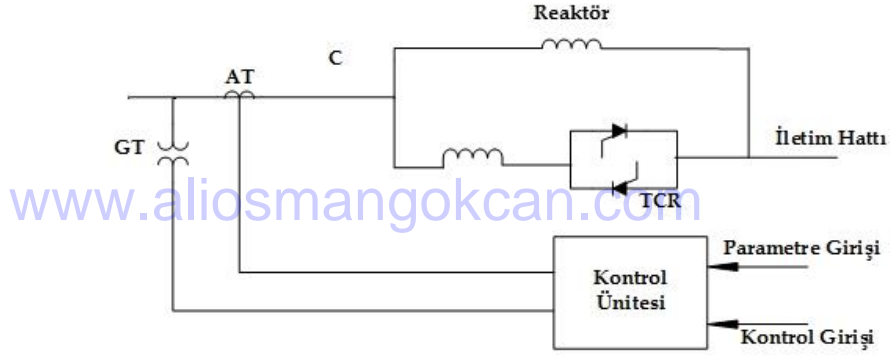 Reaktör
C
AT
GT
İletim Hattı
www.aliosmangokcan.com
TCR
Parametre Girişi
Kontrol
Ünitesi
Kontrol Girişi